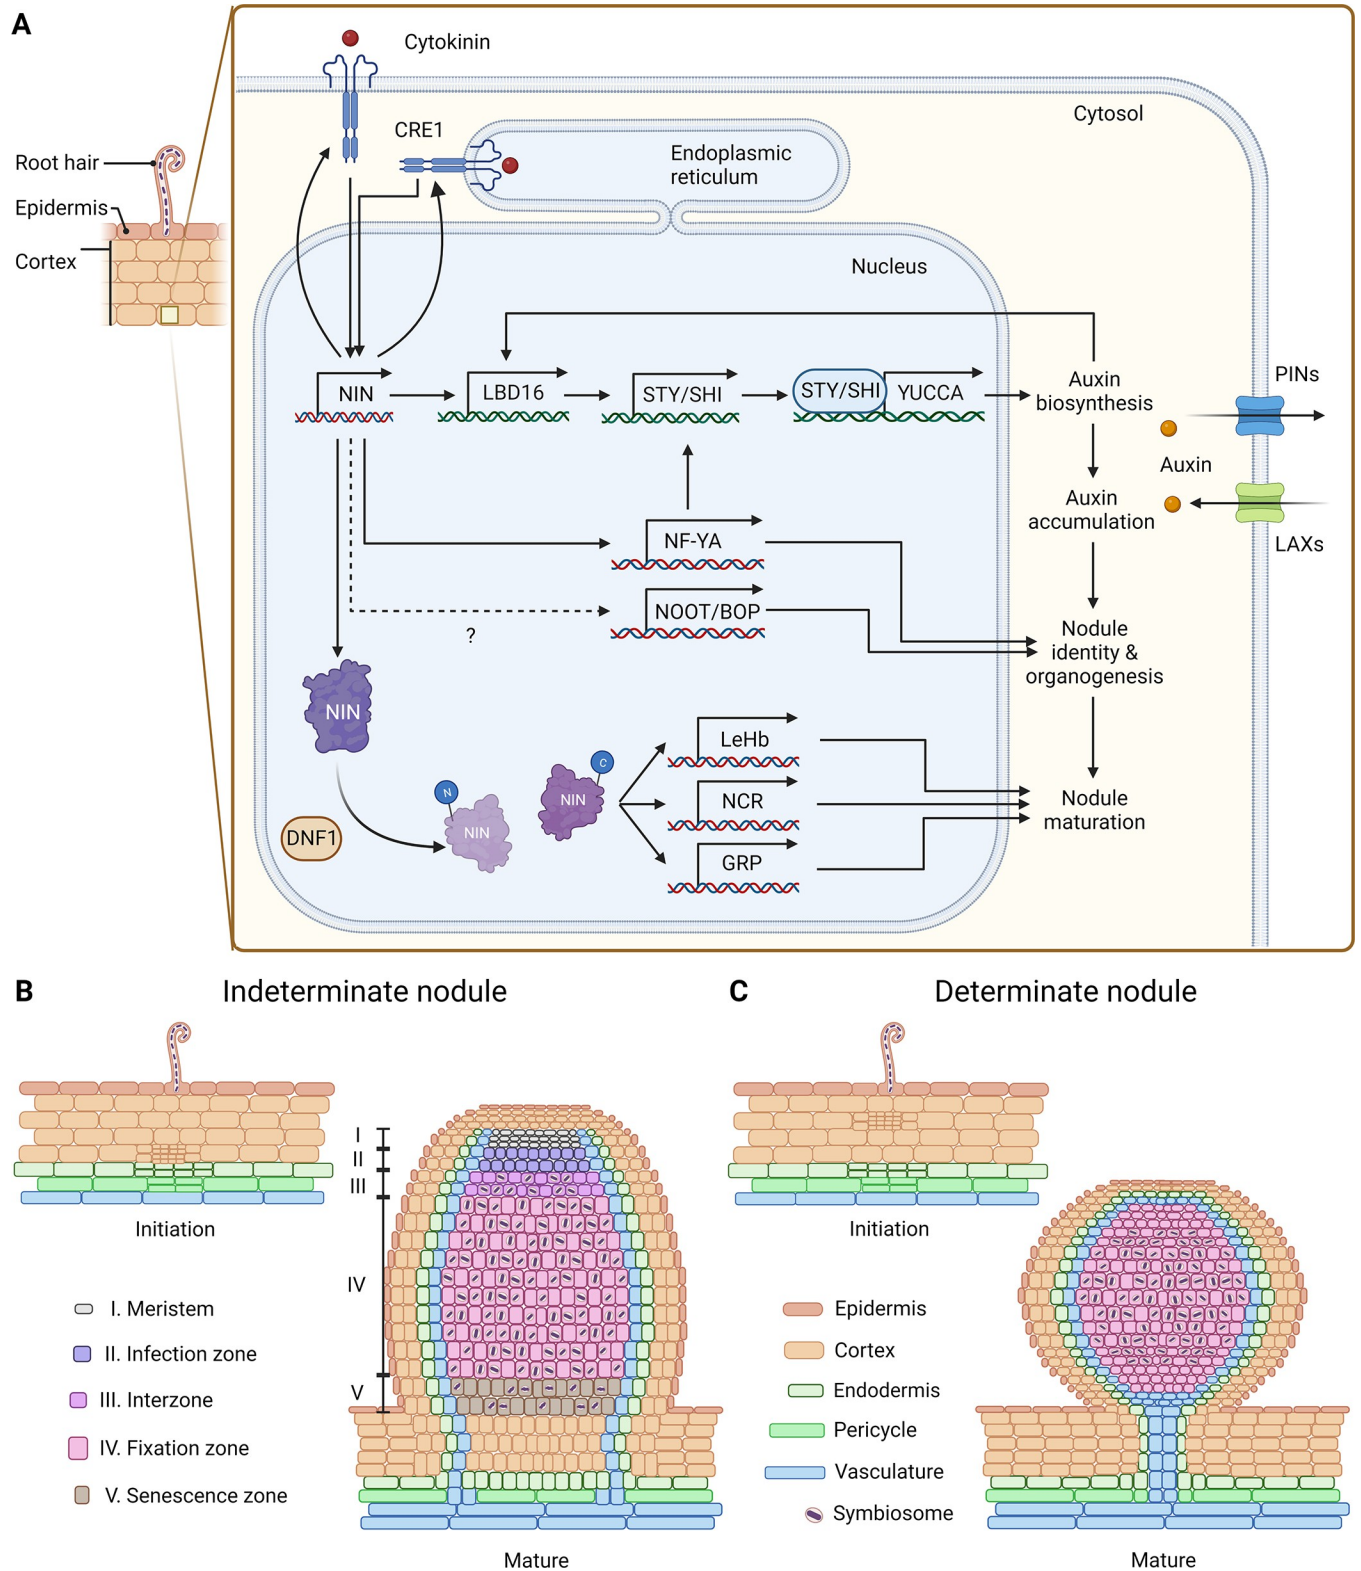 A
Cytokinin
Cytosol
CRE1
Endoplasmic
reticulum
Root hair
Epidmis
Cortex
Nucleus
NIN
LBD16
STY/SHI
STY/SHI
YUCCA
Auxin
biosynthesis
PINs
Auxin
Auxin
accumulation
LAXs
NF-YA
NOOT/BOP
?
Nodule
identity &
organogenesis
NIN
LeHb
N
NIN
C
NIN
NCR
Nodule
maturation
DNF1
GRP
B
Indeterminate nodule
I
II
III
IV
V
Initiation
I. Meristem
II. Infection zone
III. Interzone
IV. Fixation zone
V. Senescence zone
Mature
C
Determinate nodule
Initiation
Epidermis
Cortex
Endodermis
Pericycle
Vasculature
Symbiosome
Mature